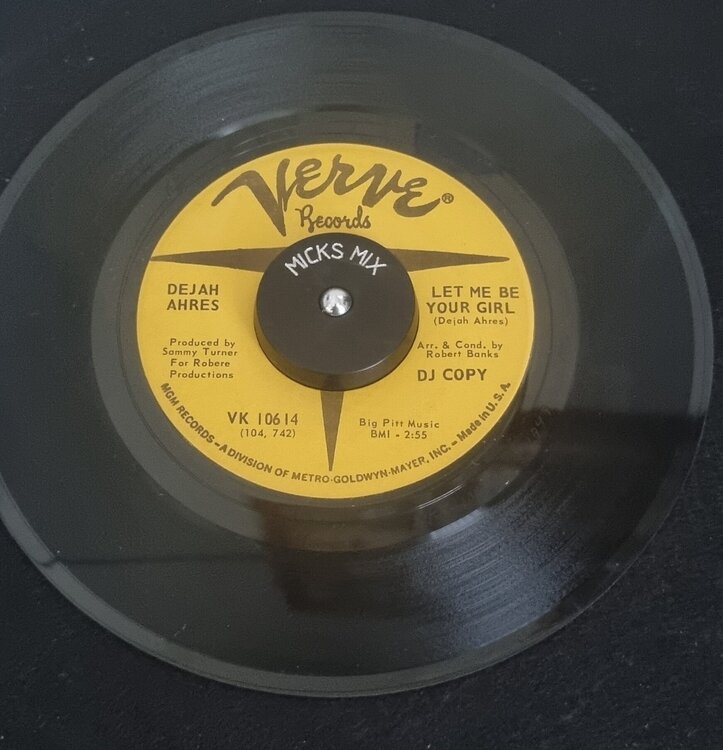 Verve®
Records
MICKS MIX
DEJAH
AHRES
Produced by
Sammy Turner
For Robere
Productions
VK 10614
(104, 742)
LET ME BE
YOUR GIRL
(Dejah Ahres)
Arr. & Cond. by
Robert Banks
DJ COPY
Big Pitt Music
BMI - 2:55
MGM RECORDS – A DIVISION OF METRO-GOLDWYN-MAYER, INC. – Made in U.S.A.